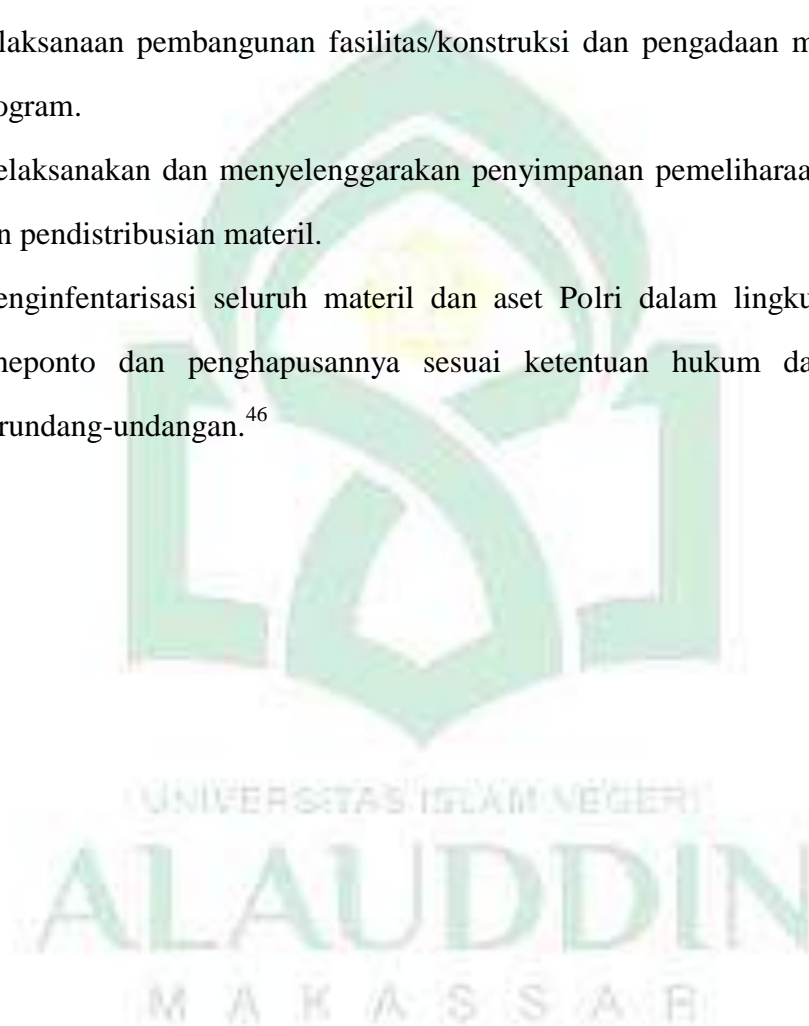 laksanaan pembangunan fasilitas/konstruksi dan pengadaan m
ogram.
elaksanakan dan menyelenggarakan penyimpanan pemeliharaa
n pendistribusian materil.
enginfentarisasi seluruh materil dan aset Polri dalam lingku
neponto dan penghapusannya sesuai ketentuan hukum da
rundang-undangan.46
UNIVERSITAS ISLAM NEGERI
ALAUDDIN
MAKASSAR